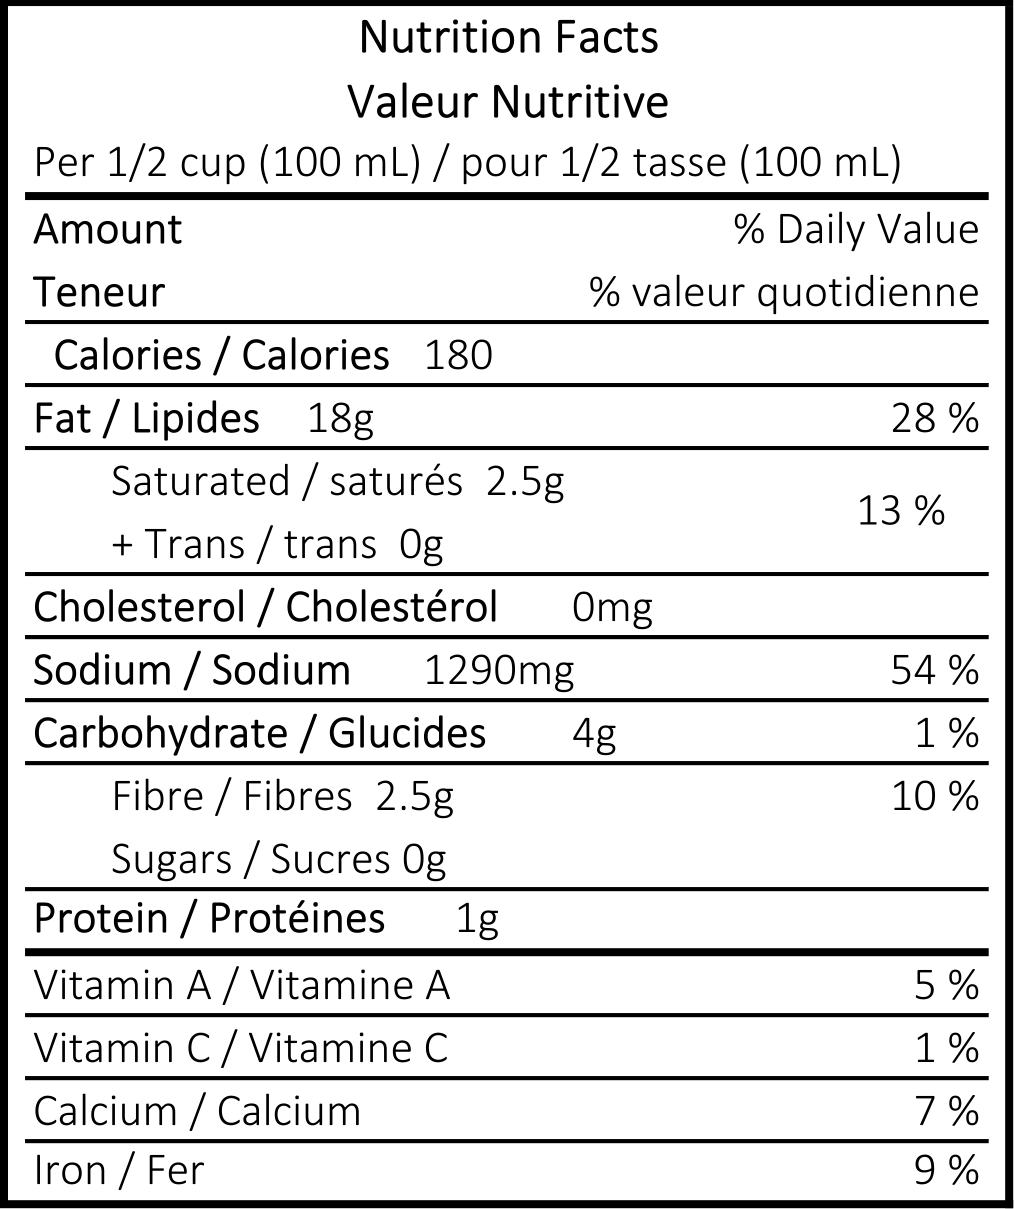 Nutrition Facts
Valeur Nutritive
Per 1/2 cup (100 mL) / pour 1/2 tasse (100 mL)
Amount % Daily Value
Teneur % valeur quotidienne
Calories / Calories 180
Fat / Lipides 18g 28 %
Saturated / saturés 2.5g
13 %
+ Trans / trans 0g
Cholesterol / Cholestérol 0mg
Sodium / Sodium 1290mg 54 %
Carbohydrate / Glucides 4g 1 %
Fibre / Fibres 2.5g 10 %
Sugars / Sucres 0g
Protein / Protéines 1g
Vitamin A / Vitamine A 5 %
Vitamin C / Vitamine C 1 %
Calcium / Calcium 7 %
Iron / Fer 9 %